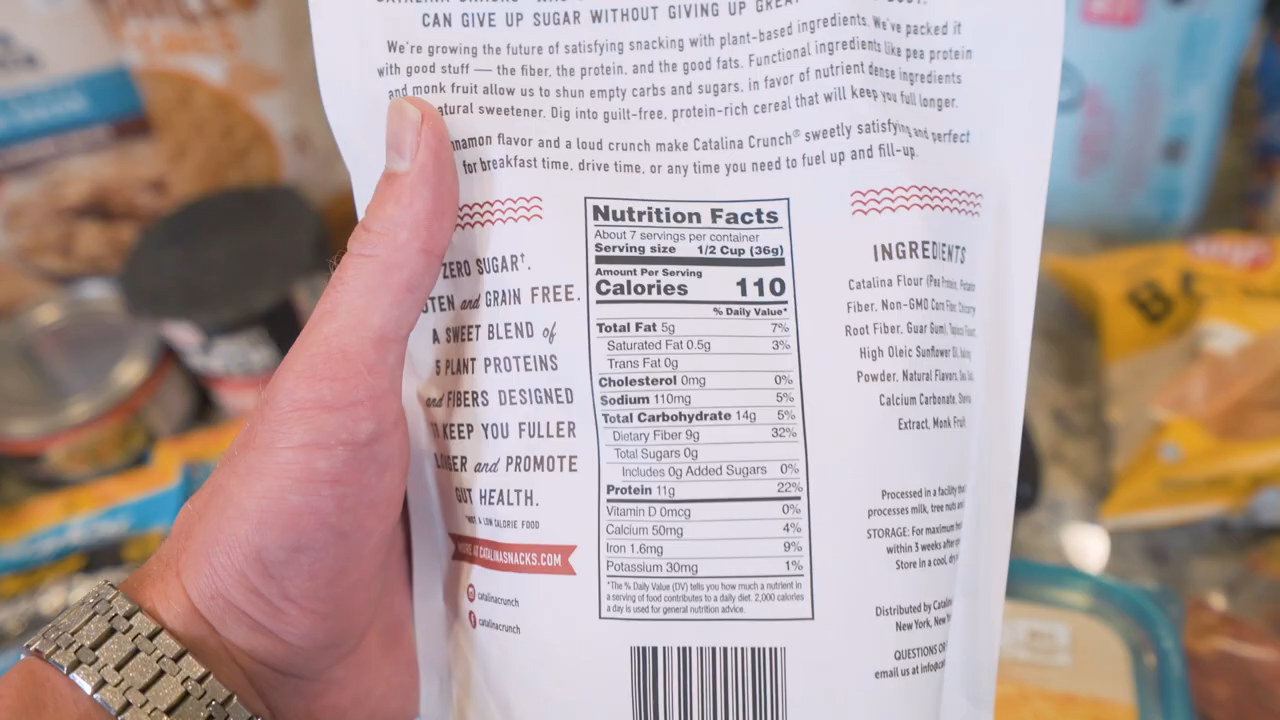 CAN GIVE UP SUGAR WITHOUT GIVING UP
We're growing the future of satisfying snacking with plant-based ingredients. We've packed it
with good stuff — the fiber, the protein, and the good fats. Functional ingredients like pea protein
and monk fruit allow us to shun empty carbs and sugars, in favor of nutrient dense ingredients
sweetener. Dig into guilt-free, protein-rich cereal that will keep you full longer.
flavor and a loud crunch make Catalina Crunch® sweetly satisfying and perfect
for breakfast time, drive time, or any time you need to fuel up and fill-up.
ZERO SUGAR†.
and GRAIN FREE.
A SWEET BLEND of
5 PLANT PROTEINS
and FIBERS DESIGNED
KEEP YOU FULLER
and PROMOTE
GUT HEALTH.
A LOW CALORIE FOOD
AT CATALINASNACKS.COM
catalinacrunch
catalinacrunch
Nutrition Facts
About 7 servings per container
Serving size 1/2 Cup (36g)
Amount Per Serving
Calories 110
% Daily Value*
Total Fat 5g 7%
Saturated Fat 0.5g 3%
Trans Fat 0g
Cholesterol 0mg 0%
Sodium 110mg 5%
Total Carbohydrate 14g 5%
Dietary Fiber 9g 32%
Total Sugars 0g
Includes 0g Added Sugars 0%
Protein 11g 22%
Vitamin D 0mcg 0%
Calcium 50mg 4%
Iron 1.6mg 9%
Potassium 30mg 1%
*The % Daily Value (DV) tells you how much a nutrient in
a serving of food contributes to a daily diet. 2,000 calories
a day is used for general nutrition advice.
INGREDIENTS
Catalina Flour (Pea Protein, Potato
Fiber, Non-GMO Corn Fiber, Chicory
Root Fiber, Guar Gum), Tapioca
High Oleic Sunflower Oil,
Powder, Natural Flavors,
Calcium Carbonate,
Extract, Monk Fruit
Processed in a facility
processes milk, tree nuts
STORAGE: For maximum
within 3 weeks after
Store in a cool,
Distributed by
New York, New
QUESTIONS
email us at